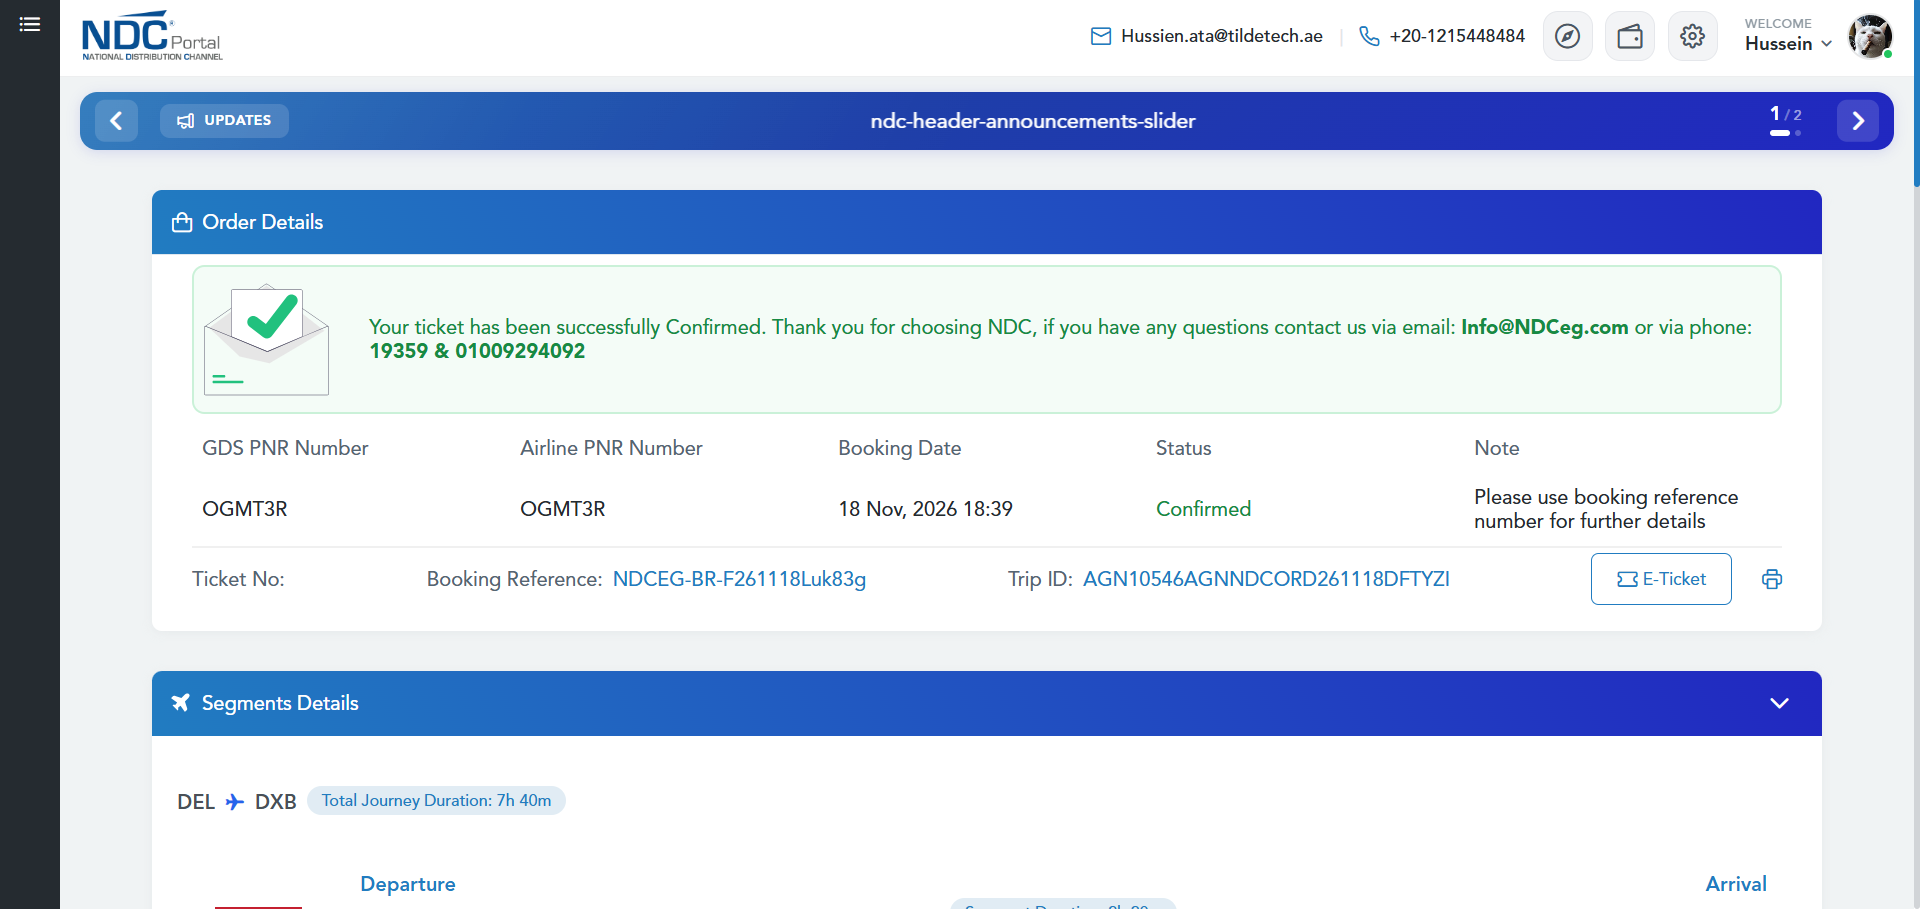 NDC Portal
NATIONAL DISTRIBUTION CHANNEL
Hussien.ata@tildetech.ae | +20-1215448484
WELCOME
Hussein
UPDATES
ndc-header-announcements-slider
1 / 2
Order Details
Your ticket has been successfully Confirmed. Thank you for choosing NDC, if you have any questions contact us via email: Info@NDCeg.com or via phone:
19359 & 01009294092
GDS PNR Number Airline PNR Number Booking Date Status Note
OGMT3R OGMT3R 18 Nov, 2026 18:39 Confirmed Please use booking reference
number for further details
Ticket No: Booking Reference: NDCEG-BR-F261118Luk83g Trip ID: AGN10546AGNNDCORD261118DFTYZI E-Ticket
Segments Details
DEL DXB Total Journey Duration: 7h 40m
Departure Arrival